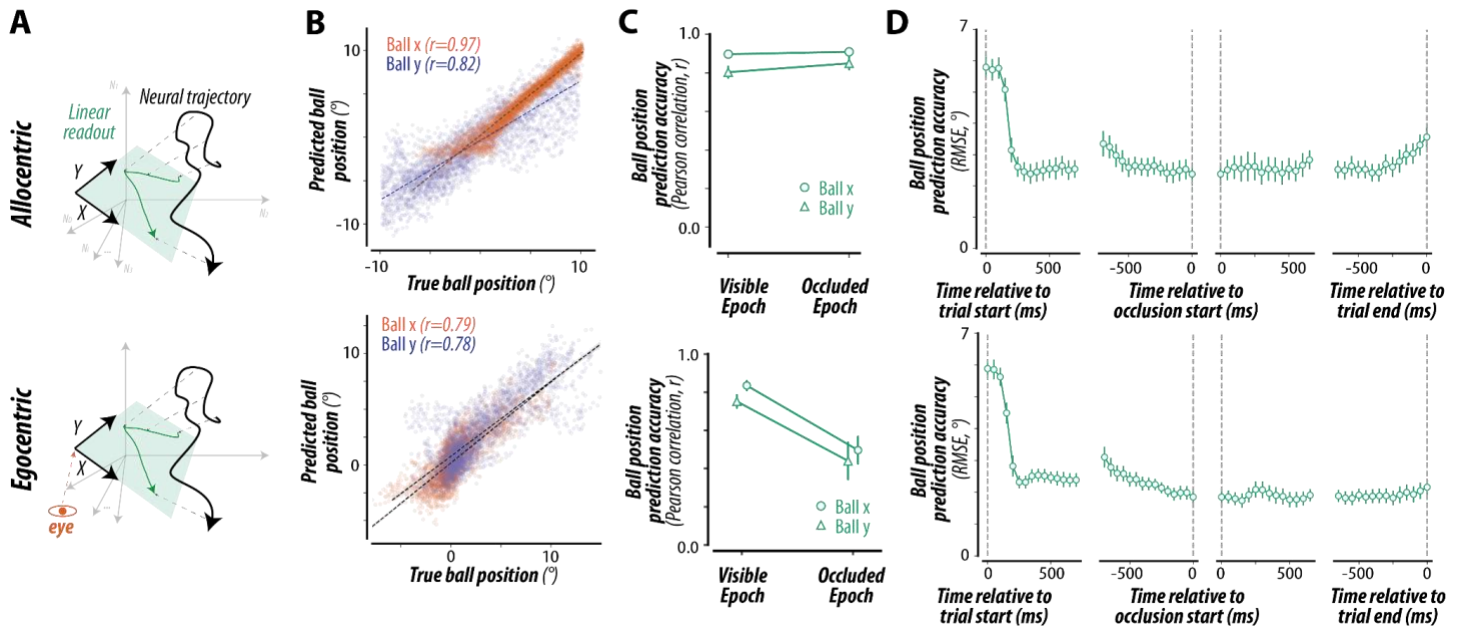 A
B
C
D
Allocentric
Linear
readout
Neural trajectory
Y
X
N₁
N₂
N₃
Predicted ball
position (°)
10
-10
Ball x (r=0.97)
Ball y (r=0.82)
-10
10
True ball position (°)
Ball position
prediction accuracy
(Pearson correlation, r)
1.0
0.0
Ball x
Ball y
Visible
Epoch
Occluded
Epoch
Ball position
prediction accuracy
(RMSE, °)
7
0
0
500
-500
0
0
-500
0
Time relative to
trial start (ms)
Time relative to
occlusion start (ms)
Time relative to
trial end (ms)
Egocentric
Y
X
...
eye
Predicted ball
position (°)
10
0
Ball x (r=0.79)
Ball y (r=0.78)
0
10
True ball position (°)
Ball position
prediction accuracy
(Pearson correlation, r)
1.0
0.0
Ball x
Ball y
Visible
Epoch
Occluded
Epoch
Ball position
prediction accuracy
(RMSE, °)
7
0
0
500
-500
0
0
-500
0
Time relative to
trial start (ms)
Time relative to
occlusion start (ms)
Time relative to
trial end (ms)